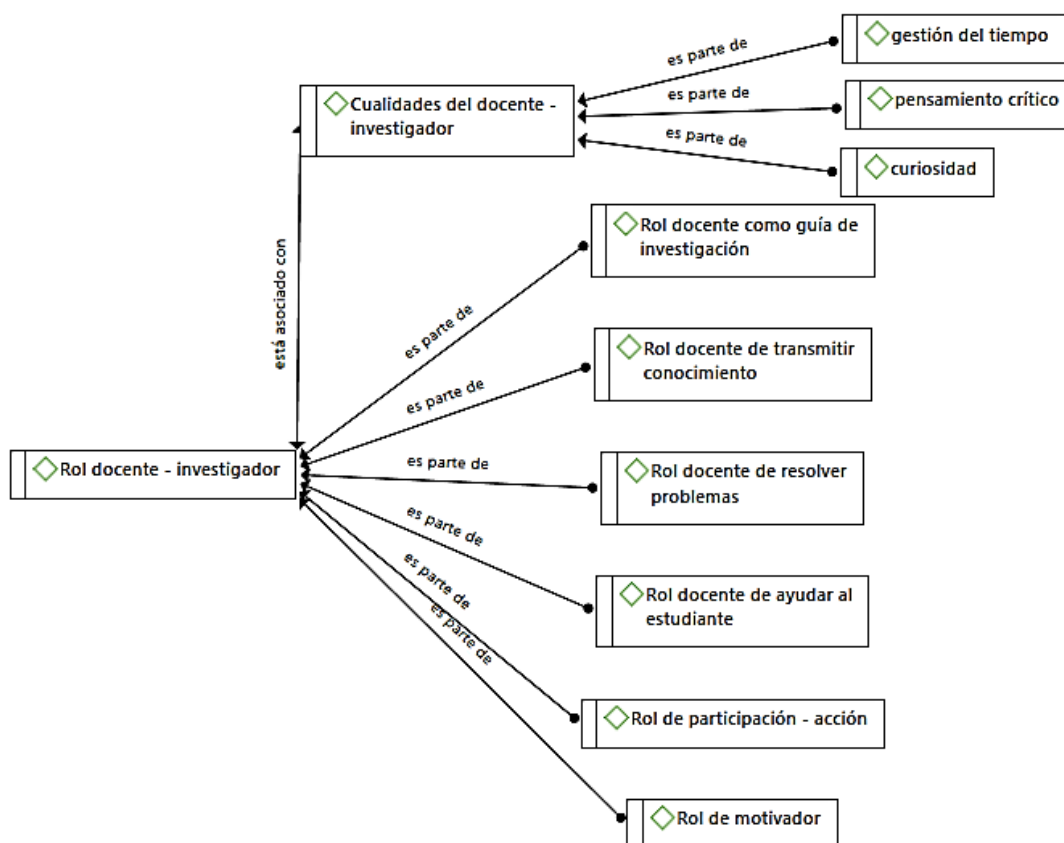 gestión del tiempo
es parte de
Cualidades del docente -
investigador
es parte de
pensamiento crítico
es parte de
curiosidad
Rol docente como guía de
investigación
está asociado con
es parte de
Rol docente de transmitir
conocimiento
es parte de
Rol docente - investigador
es parte de
Rol docente de resolver
problemas
es parte de
Rol docente de ayudar al
estudiante
es parte de
es parte de
Rol de participación - acción
Rol de motivador